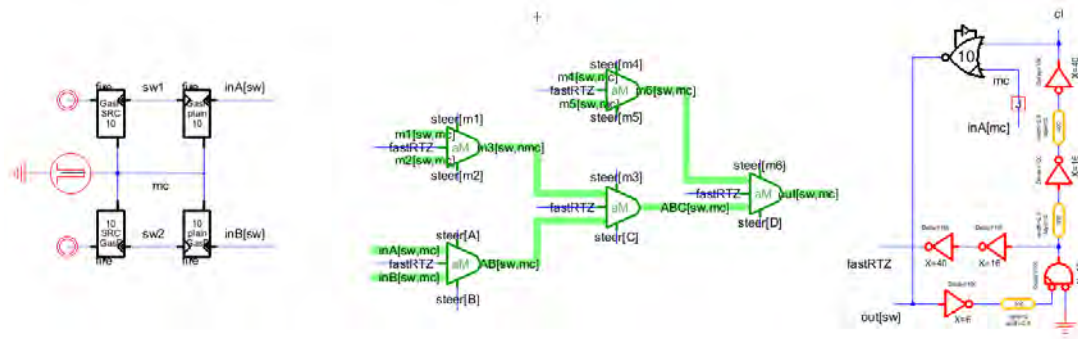 fire
fire
sw1
inA[sw]
GasP
SRC
10
GasP
plain
10
mc
10
SRC
GasP
10
plain
GasP
sw2
inB[sw]
fire
fire
steer[m4]
m4[sw,mc]
fastRTZ
aM
m6[sw,mc]
m5[sw,mc]
steer[m5]
steer[m1]
m1[sw,mc]
fastRTZ
aM
m3[sw,nmc]
m2[sw,mc]
steer[m2]
steer[m3]
fastRTZ
aM
ABC[sw,mc]
steer[C]
steer[m6]
fastRTZ
aM
out[sw,mc]
steer[D]
steer[A]
inA[sw,mc]
fastRTZ
aM
AB[sw,mc]
inB[sw,mc]
steer[B]
cl
10
mc
J
inA[mc]
X=40
X=16
fastRTZ
X=40
X=16
out[sw]
X=6